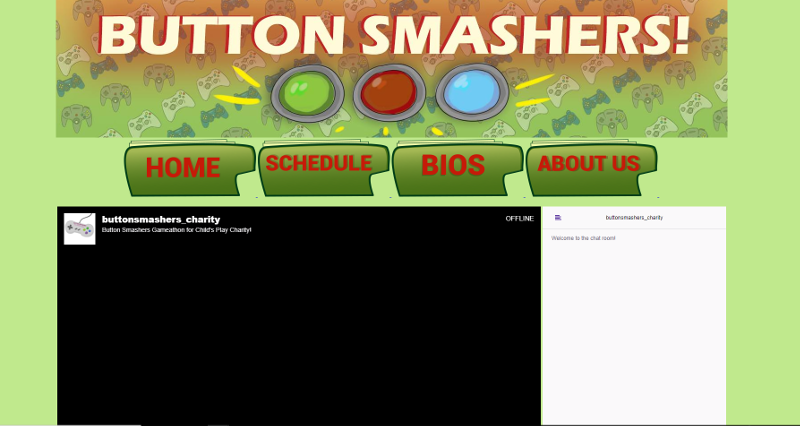 BUTTON SMASHERS!
HOME SCHEDULE BIOS ABOUT US
buttonsmashers_charity OFFLINE
Button Smashers Gameathon for Child's Play Charity!
buttonsmashers_charity
Welcome to the chat room!